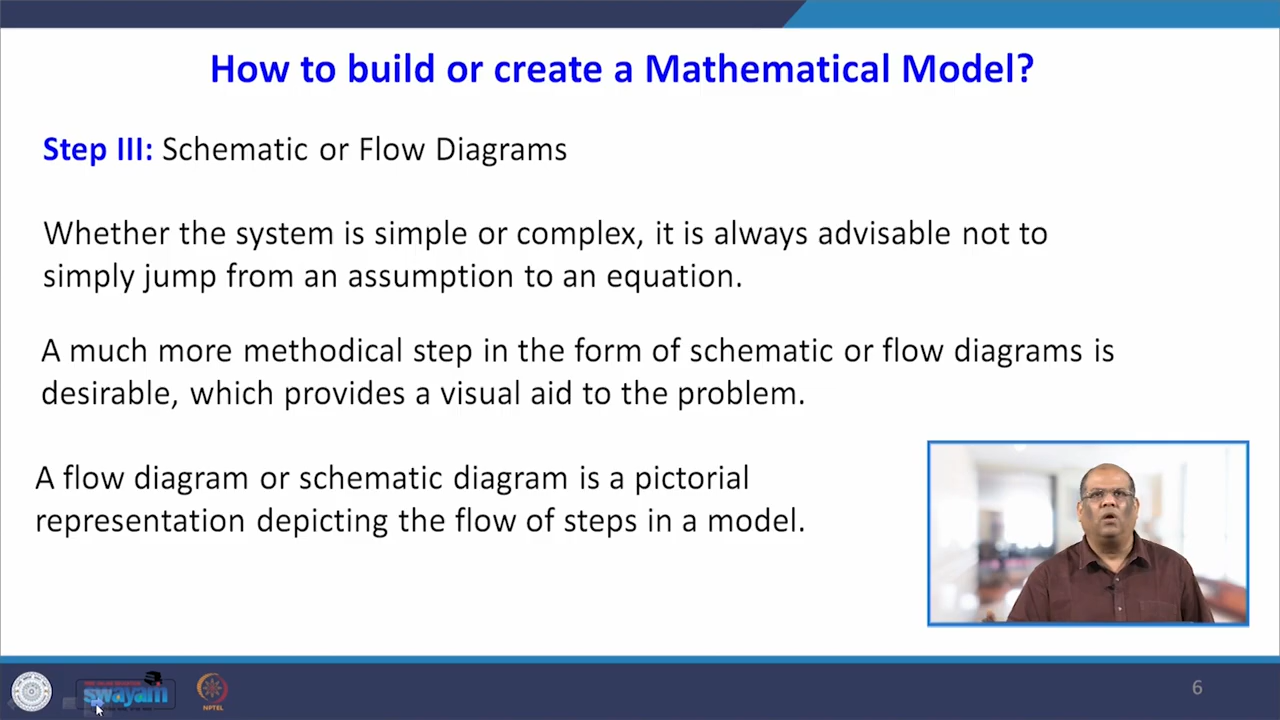 How to build or create a Mathematical Model?
Step III: Schematic or Flow Diagrams
Whether the system is simple or complex, it is always advisable not to
simply jump from an assumption to an equation.
A much more methodical step in the form of schematic or flow diagrams is
desirable, which provides a visual aid to the problem.
A flow diagram or schematic diagram is a pictorial
representation depicting the flow of steps in a model.
swayam
NPTEL
6